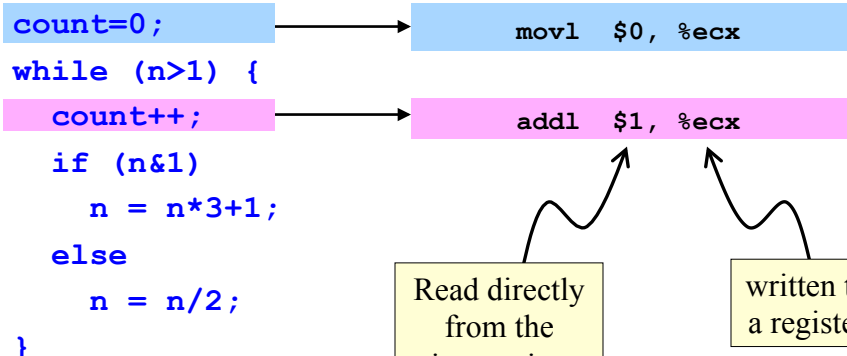 count=0;
movl $0, %ecx
while (n>1) {
count++;
addl $1, %ecx
if (n&1)
n = n*3+1;
else
n = n/2;
}
Read directly
from the
written
a